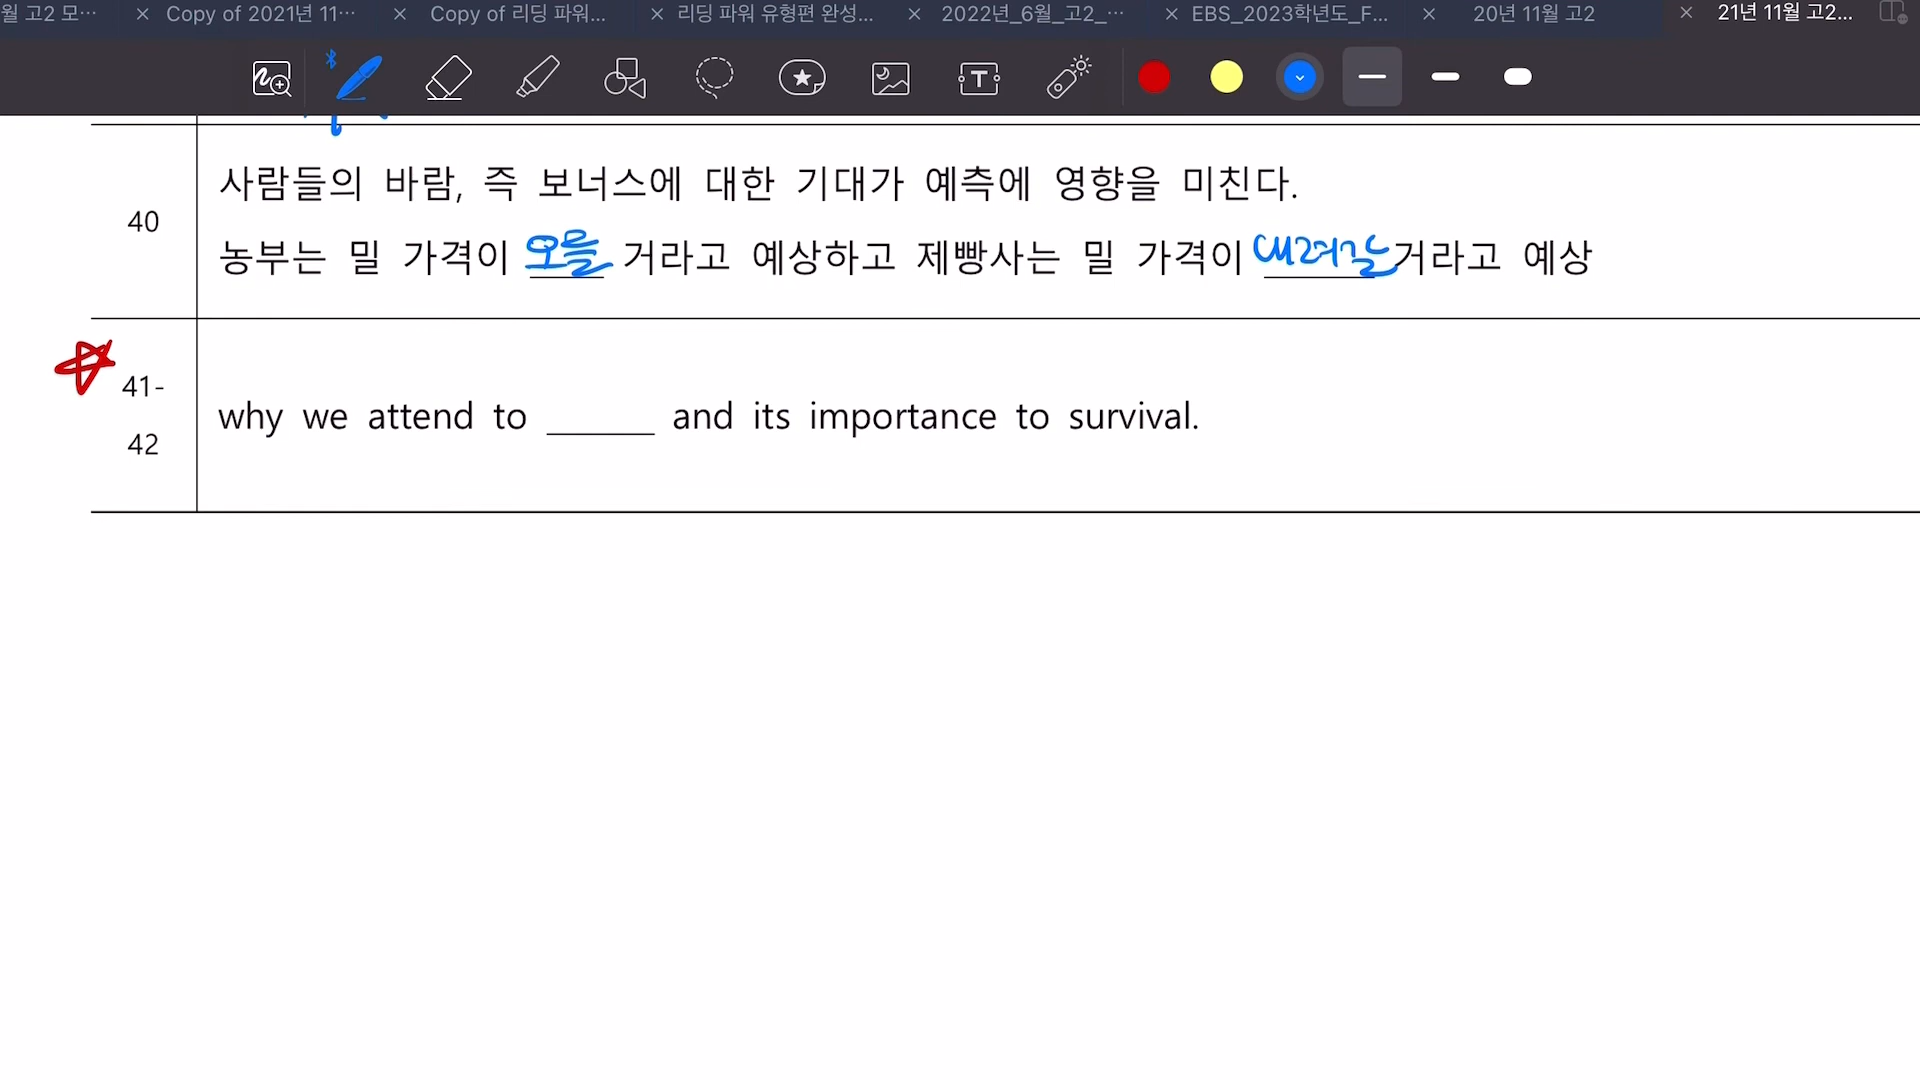 월 고2 모… × Copy of 2021년 11… × Copy of 리딩 파워... × 리딩 파워 유형편 완성... × 2022년_6월_고2_… × EBS_2023학년도_F... × 20년 11월 고2 × 21년 11월 고2...
40
사람들의 바람, 즉 보너스에 대한 기대가 예측에 영향을 미친다.
농부는 밀 가격이 오를 거라고 예상하고 제빵사는 밀 가격이 내려갈 거라고 예상
41-
42
why we attend to ______ and its importance to survival.